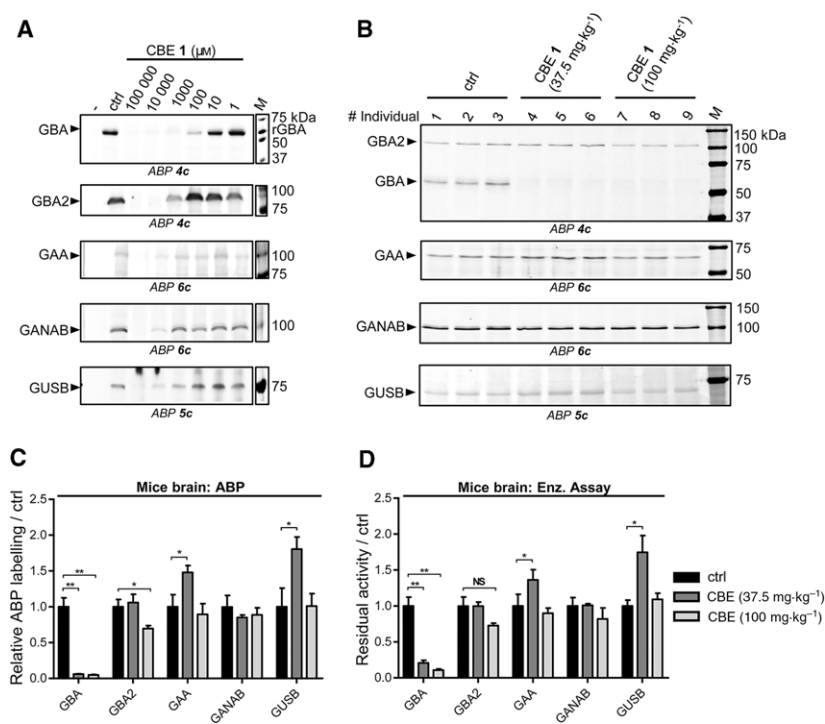 A
CBE 1 (µM)
- ctrl 100 000 10 000 1000 100 10 1 M
GBA
75 kDa
rGBA
50
37
ABP 4c
GBA2
100
75
ABP 4c
GAA
100
75
ABP 6c
GANAB
100
ABP 6c
GUSB
75
ABP 5c
B
ctrl
CBE 1
(37.5 mg·kg⁻¹)
CBE 1
(100 mg·kg⁻¹)
# Individual 1 2 3 4 5 6 7 8 9 M
GBA2
GBA
150 kDa
100
75
50
37
ABP 4c
GAA
75
50
ABP 6c
GANAB
150
100
ABP 6c
GUSB
75
ABP 5c
C
Mice brain: ABP
Relative ABP labelling / ctrl
2.5
2.0
1.5
1.0
0.5
0.0
** ** * * *
GBA GBA2 GAA GANAB GUSB
D
Mice brain: Enz. Assay
Residual activity / ctrl
2.5
2.0
1.5
1.0
0.5
0.0
** ** NS * *
GBA GBA2 GAA GANAB GUSB
ctrl
CBE (37.5 mg·kg⁻¹)
CBE (100 mg·kg⁻¹)